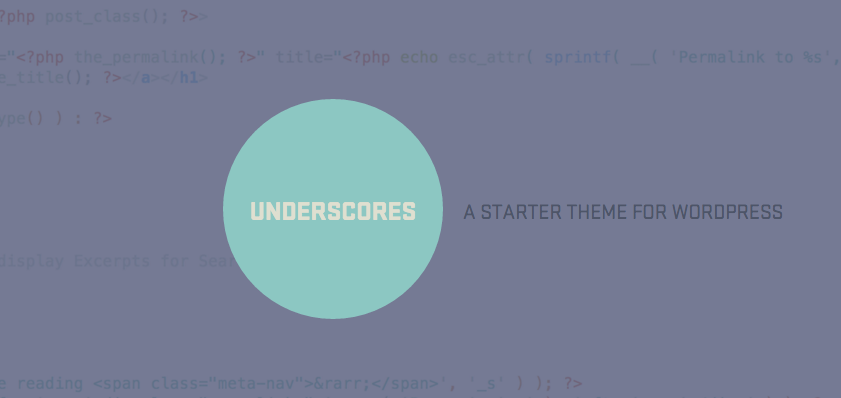 ?php post_class(); ?>>
="<?php the_permalink(); ?>" title="<?php echo esc_attr( sprintf( __( 'Permalink to %s',
e_title(); ?></a></h1>
ype() ) : ?>
UNDERSCORES
A STARTER THEME FOR WORDPRESS
display Excerpts for Sear
e reading <span class="meta-nav">&rarr;</span>', '_s' ) ); ?>